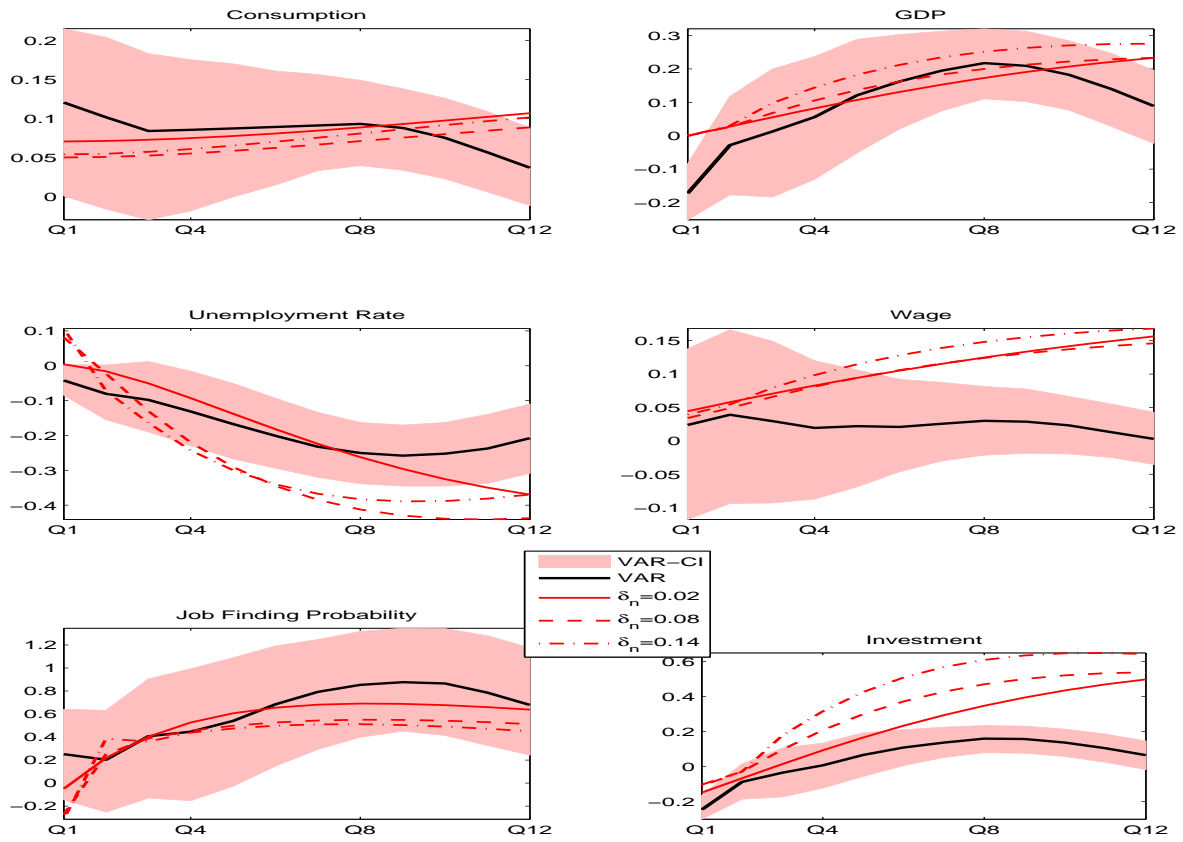 Consumption
0.2
0.15
0.1
0.05
0
Q1 Q4 Q8 Q12
GDP
0.3
0.2
0.1
0
−0.1
−0.2
Q1 Q4 Q8 Q12
Unemployment Rate
0.1
0
−0.1
−0.2
−0.3
−0.4
Q1 Q4 Q8 Q12
Wage
0.15
0.1
0.05
0
−0.05
−0.1
Q1 Q4 Q8 Q12
VAR−CI
VAR
δ_n=0.02
δ_n=0.08
δ_n=0.14
Job Finding Probability
1.2
1
0.8
0.6
0.4
0.2
0
−0.2
Q1 Q4 Q8 Q12
Investment
0.6
0.4
0.2
0
−0.2
Q1 Q4 Q8 Q12